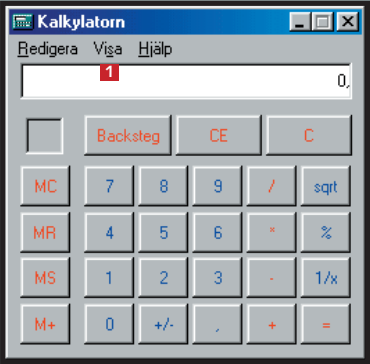 Kalkylatorn
Redigera Visa Hjälp
1
0,
Backsteg CE C
MC 7 8 9 / sqrt
MR 4 5 6 * %
MS 1 2 3 - 1/x
M+ 0 +/- , + =